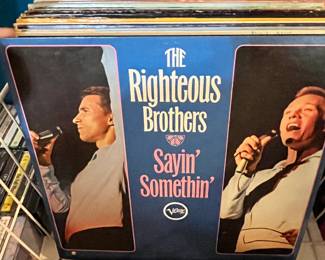 THE
Righteous
Brothers
Sayin'
Somethin'
Verve